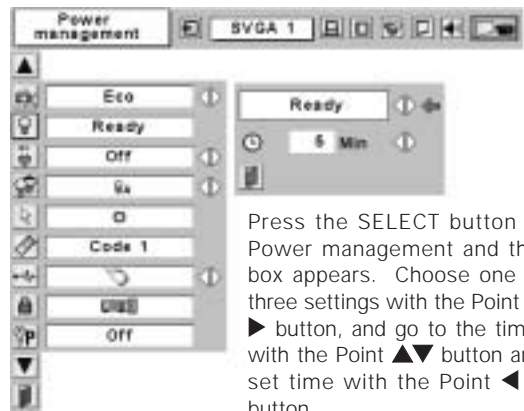 Power management
SVGA 1
Eco
Ready
Off
Code 1
Off
Ready
5 Min
Press the SELECT button
Power management and th
box appears. Choose one
three settings with the Point
▶ button, and go to the tim
with the Point ▲▼ button an
set time with the Point ◀
button